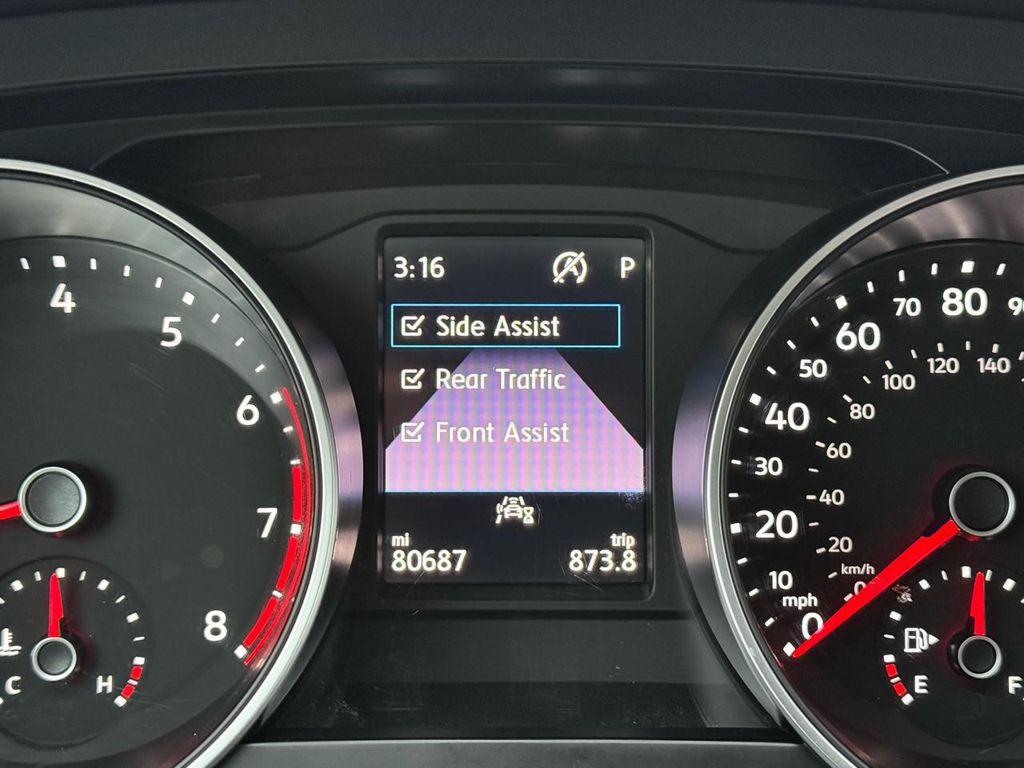 3:16 P
Side Assist
Rear Traffic
Front Assist
mi trip
80687 873.8
4
5
6
7
8
C H
0
10
20
30
40
50
60
70
80
mph
20
40
60
80
100
120
140
km/h
E F